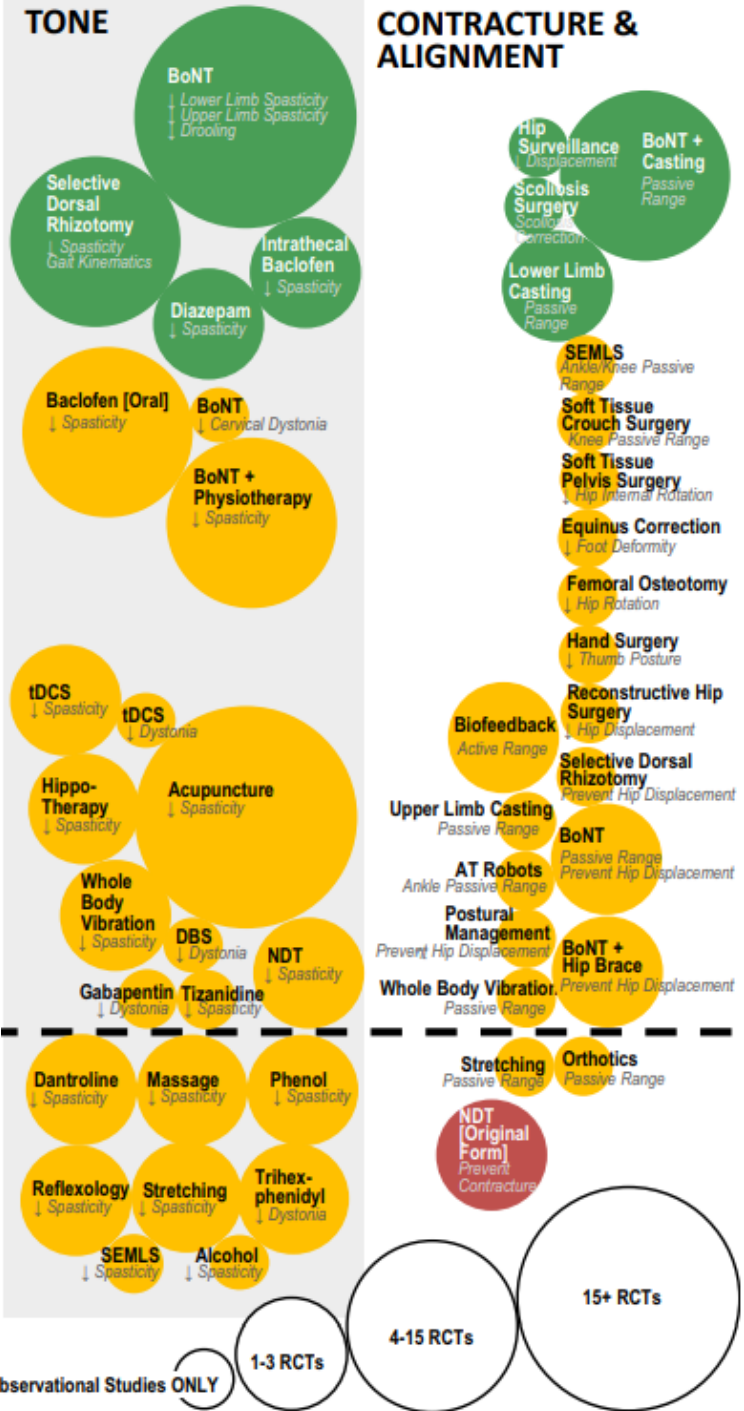 TONE
BoNT
↓ Lower Limb Spasticity
↓ Upper Limb Spasticity
↓ Drooling
Selective
Dorsal
Rhizotomy
↓ Spasticity
Gait Kinematics
Intrathecal
Baclofen
↓ Spasticity
Diazepam
↓ Spasticity
Baclofen [Oral]
↓ Spasticity
BoNT
↓ Cervical Dystonia
BoNT +
Physiotherapy
↓ Spasticity
tDCS
↓ Spasticity
tDCS
↓ Dystonia
Hippo-
Therapy
↓ Spasticity
Acupuncture
↓ Spasticity
Whole
Body
Vibration
↓ Spasticity
DBS
↓ Dystonia
NDT
↓ Spasticity
Gabapentin
↓ Dystonia
Tizanidine
↓ Spasticity
Dantroline
↓ Spasticity
Massage
↓ Spasticity
Phenol
↓ Spasticity
Reflexology
↓ Spasticity
Stretching
↓ Spasticity
Trihex-
phenidyl
↓ Dystonia
SEMLS
↓ Spasticity
Alcohol
↓ Spasticity
CONTRACTURE &
ALIGNMENT
Hip
Surveillance
↓ Displacement
BoNT +
Casting
Passive
Range
Scoliosis
Surgery
Scoliosis
Correction
Lower Limb
Casting
Passive
Range
SEMLS
Ankle/Knee Passive
Range
Soft Tissue
Crouch Surgery
Knee Passive Range
Soft Tissue
Pelvis Surgery
↓ Hip Internal Rotation
Equinus Correction
↓ Foot Deformity
Femoral Osteotomy
↓ Hip Rotation
Hand Surgery
↓ Thumb Posture
Reconstructive Hip
Surgery
↓ Hip Displacement
Biofeedback
Active Range
Selective Dorsal
Rhizotomy
Prevent Hip Displacement
Upper Limb Casting
Passive Range
BoNT
Passive Range
Prevent Hip Displacement
AT Robots
Ankle Passive Range
Postural
Management
Prevent Hip Displacement
BoNT +
Hip Brace
Prevent Hip Displacement
Whole Body Vibration
Passive Range
Stretching
Passive Range
Orthotics
Passive Range
NDT
[Original
Form]
Prevent
Contracture
bservational Studies ONLY
1-3 RCTs
4-15 RCTs
15+ RCTs